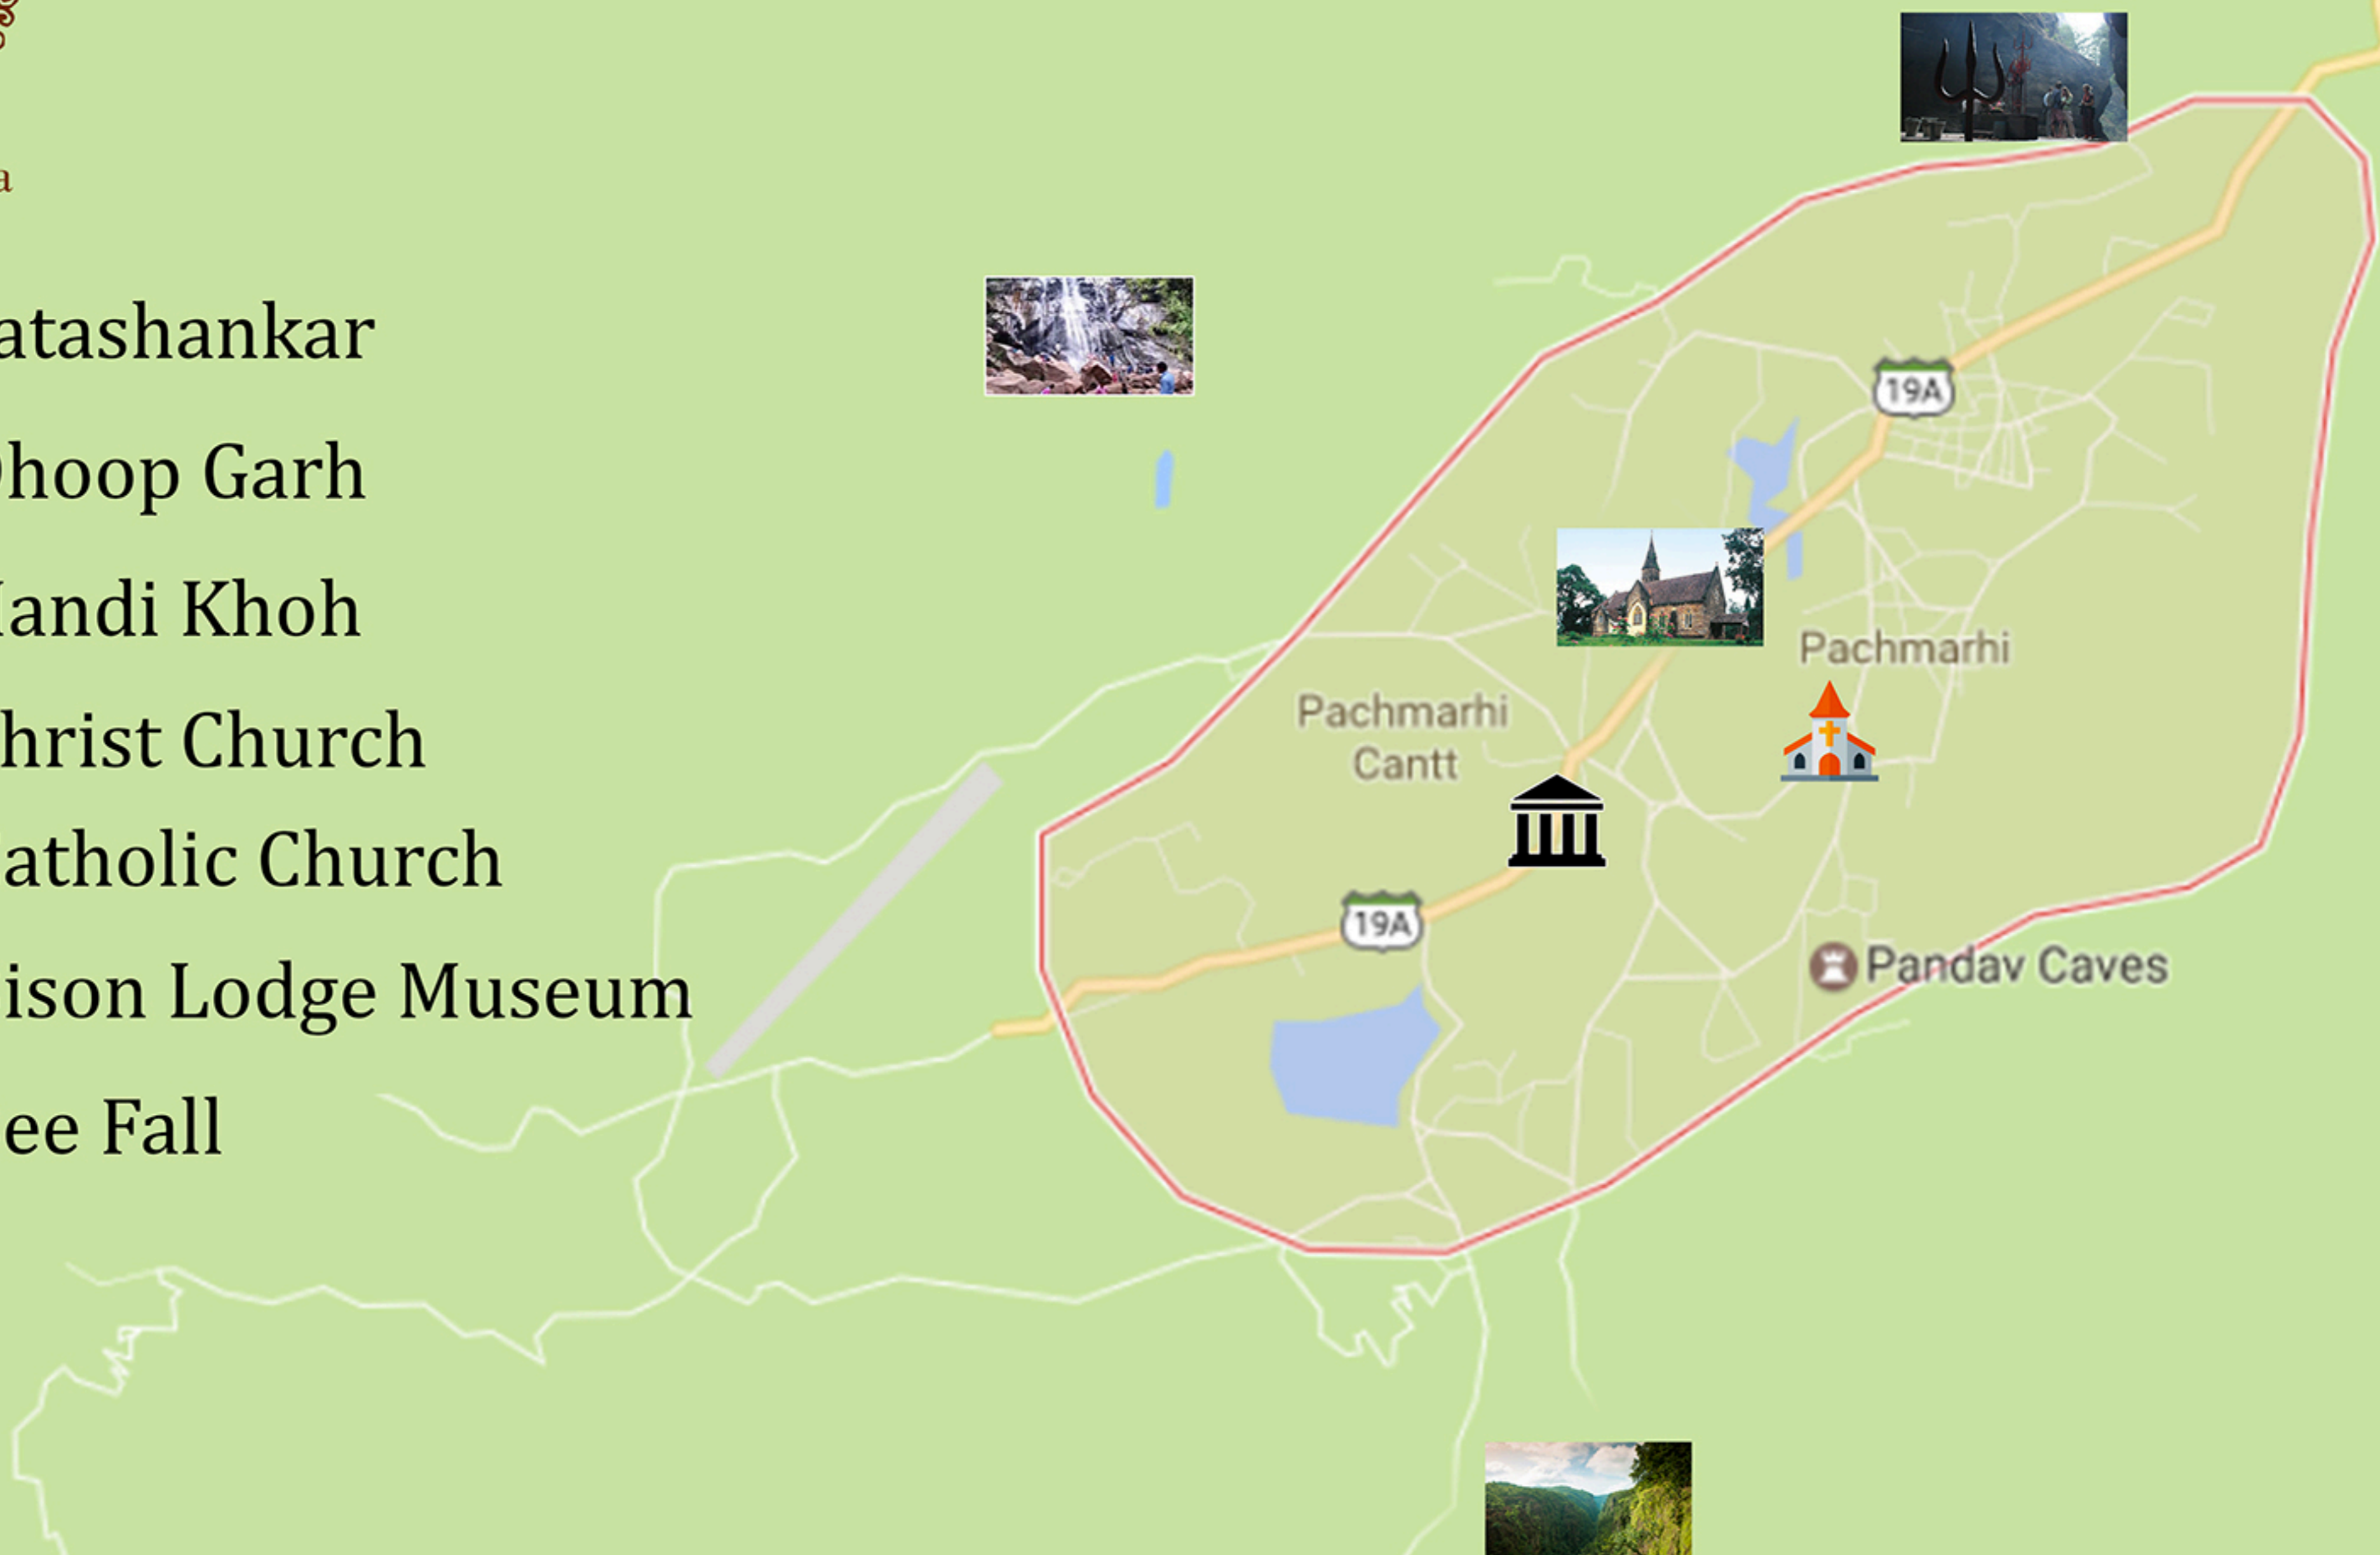 a
atashankar
hoop Garh
andi Khoh
hrist Church
atholic Church
ison Lodge Museum
ee Fall
19A
Pachmarhi
Pachmarhi
Cantt
19A
Pandav Caves